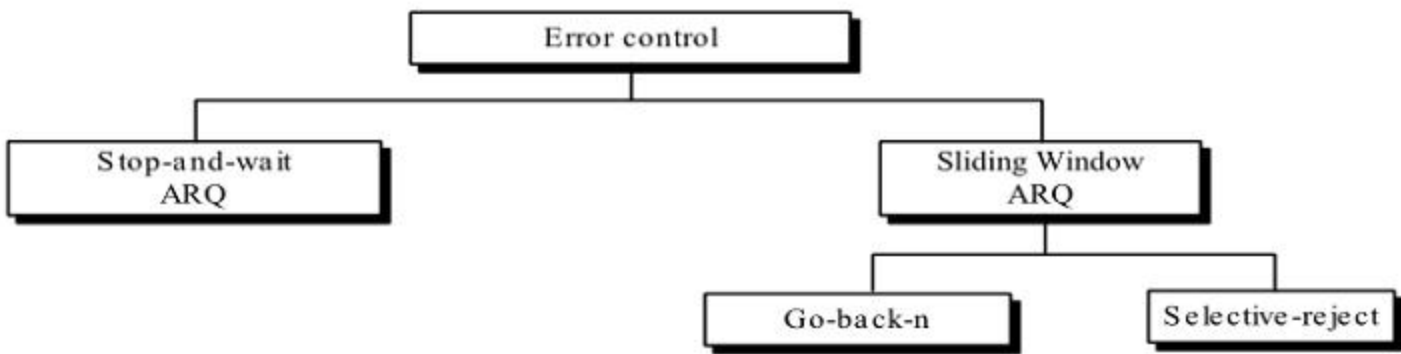 Error control
Stop-and-wait
ARQ
Sliding Window
ARQ
Go-back-n
Selective-reject